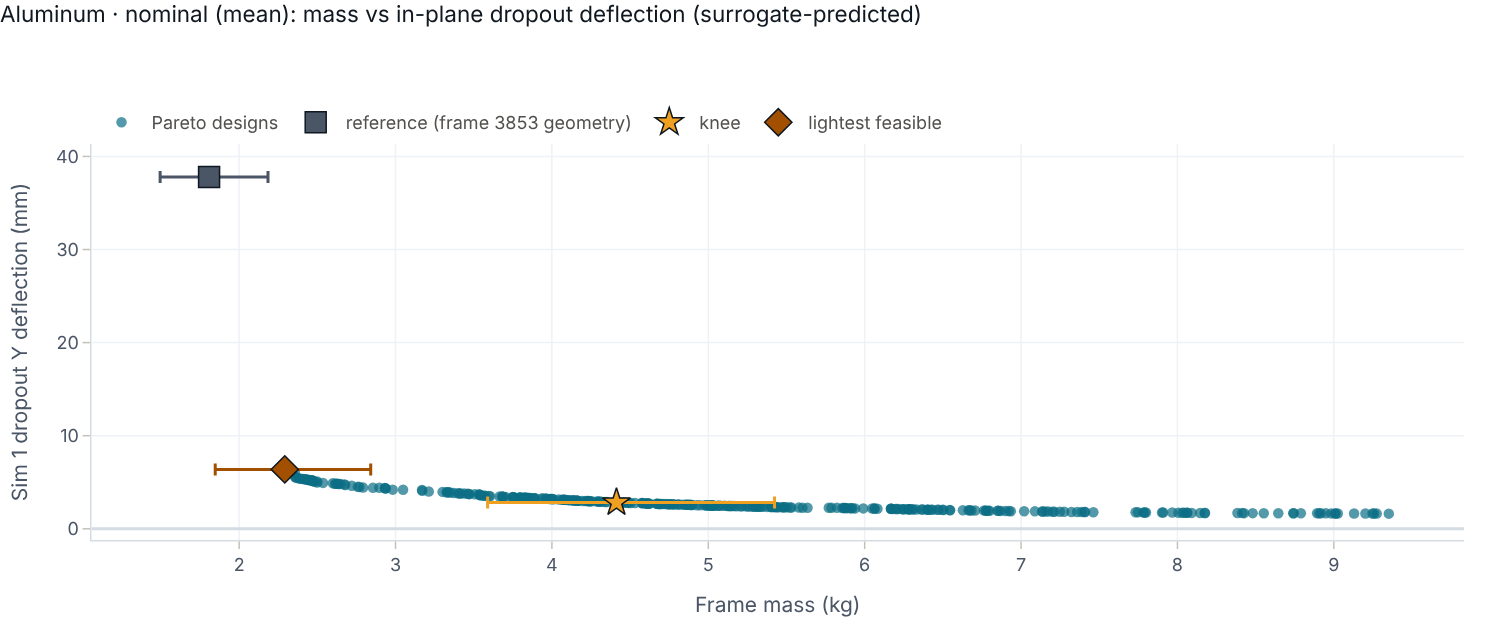 Aluminum · nominal (mean): mass vs in-plane dropout deflection (surrogate-predicted)
Pareto designs reference (frame 3853 geometry) knee lightest feasible
Sim 1 dropout Y deflection (mm)
40
30
20
10
0
2 3 4 5 6 7 8 9
Frame mass (kg)